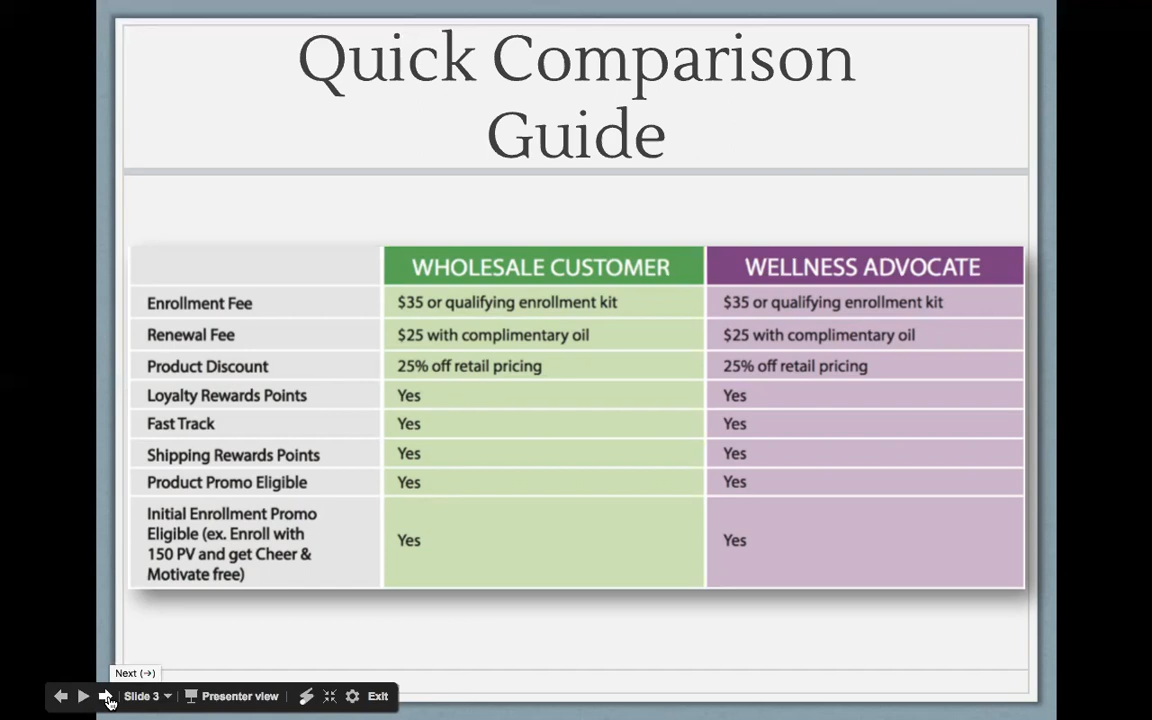 Quick Comparison
Guide
WHOLESALE CUSTOMER WELLNESS ADVOCATE
Enrollment Fee $35 or qualifying enrollment kit $35 or qualifying enrollment kit
Renewal Fee $25 with complimentary oil $25 with complimentary oil
Product Discount 25% off retail pricing 25% off retail pricing
Loyalty Rewards Points Yes Yes
Fast Track Yes Yes
Shipping Rewards Points Yes Yes
Product Promo Eligible Yes Yes
Initial Enrollment Promo
Eligible (ex. Enroll with
150 PV and get Cheer &
Motivate free)
Yes Yes
Next (→)
Slide 3 Presenter view Exit